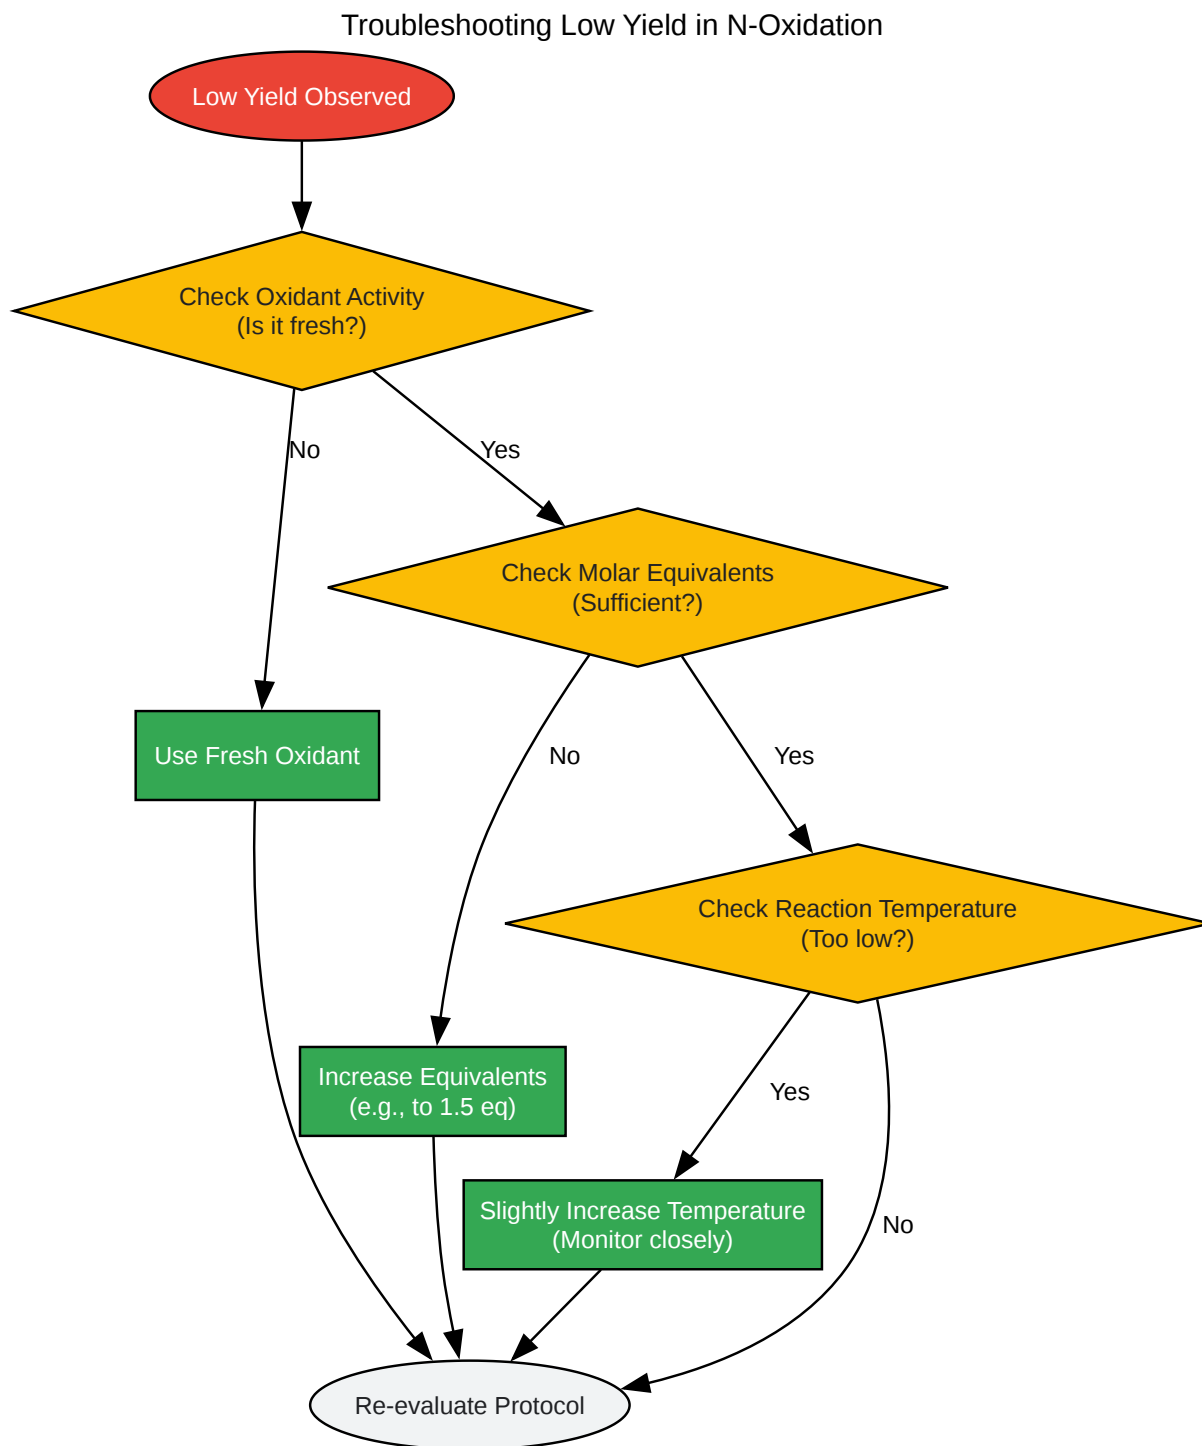 Troubleshooting Low Yield in N-Oxidation
Low Yield Observed
Check Oxidant Activity
(Is it fresh?)
No
Yes
Check Molar Equivalents
(Sufficient?)
Use Fresh Oxidant
No
Yes
Check Reaction Temperature
(Too low?)
Increase Equivalents
(e.g., to 1.5 eq)
Yes
Slightly Increase Temperature
(Monitor closely)
No
Re-evaluate Protocol